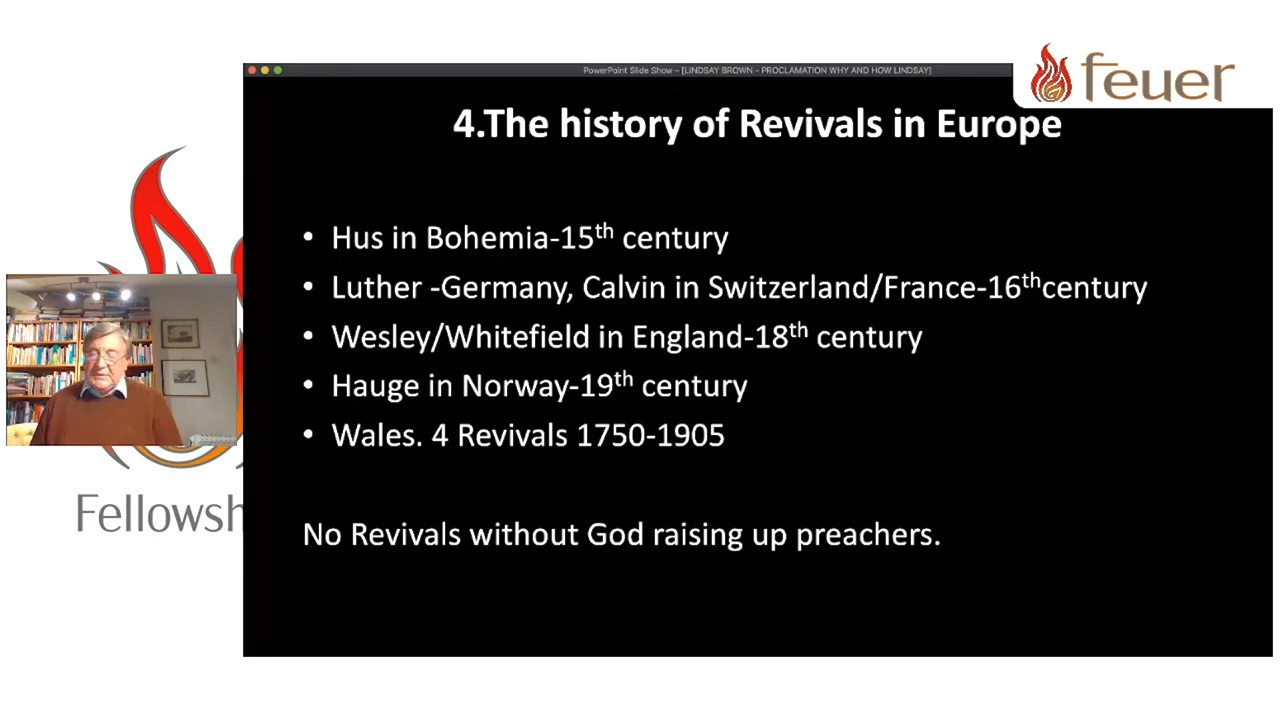 PowerPoint Slide Show – [LINDSAY BROWN - PROCLAMATION WHY AND HOW LINDSAY]
feuer
4.The history of Revivals in Europe
• Hus in Bohemia-15th century
• Luther -Germany, Calvin in Switzerland/France-16thcentury
• Wesley/Whitefield in England-18th century
• Hauge in Norway-19th century
• Wales. 4 Revivals 1750-1905
Fellowsh
No Revivals without God raising up preachers.